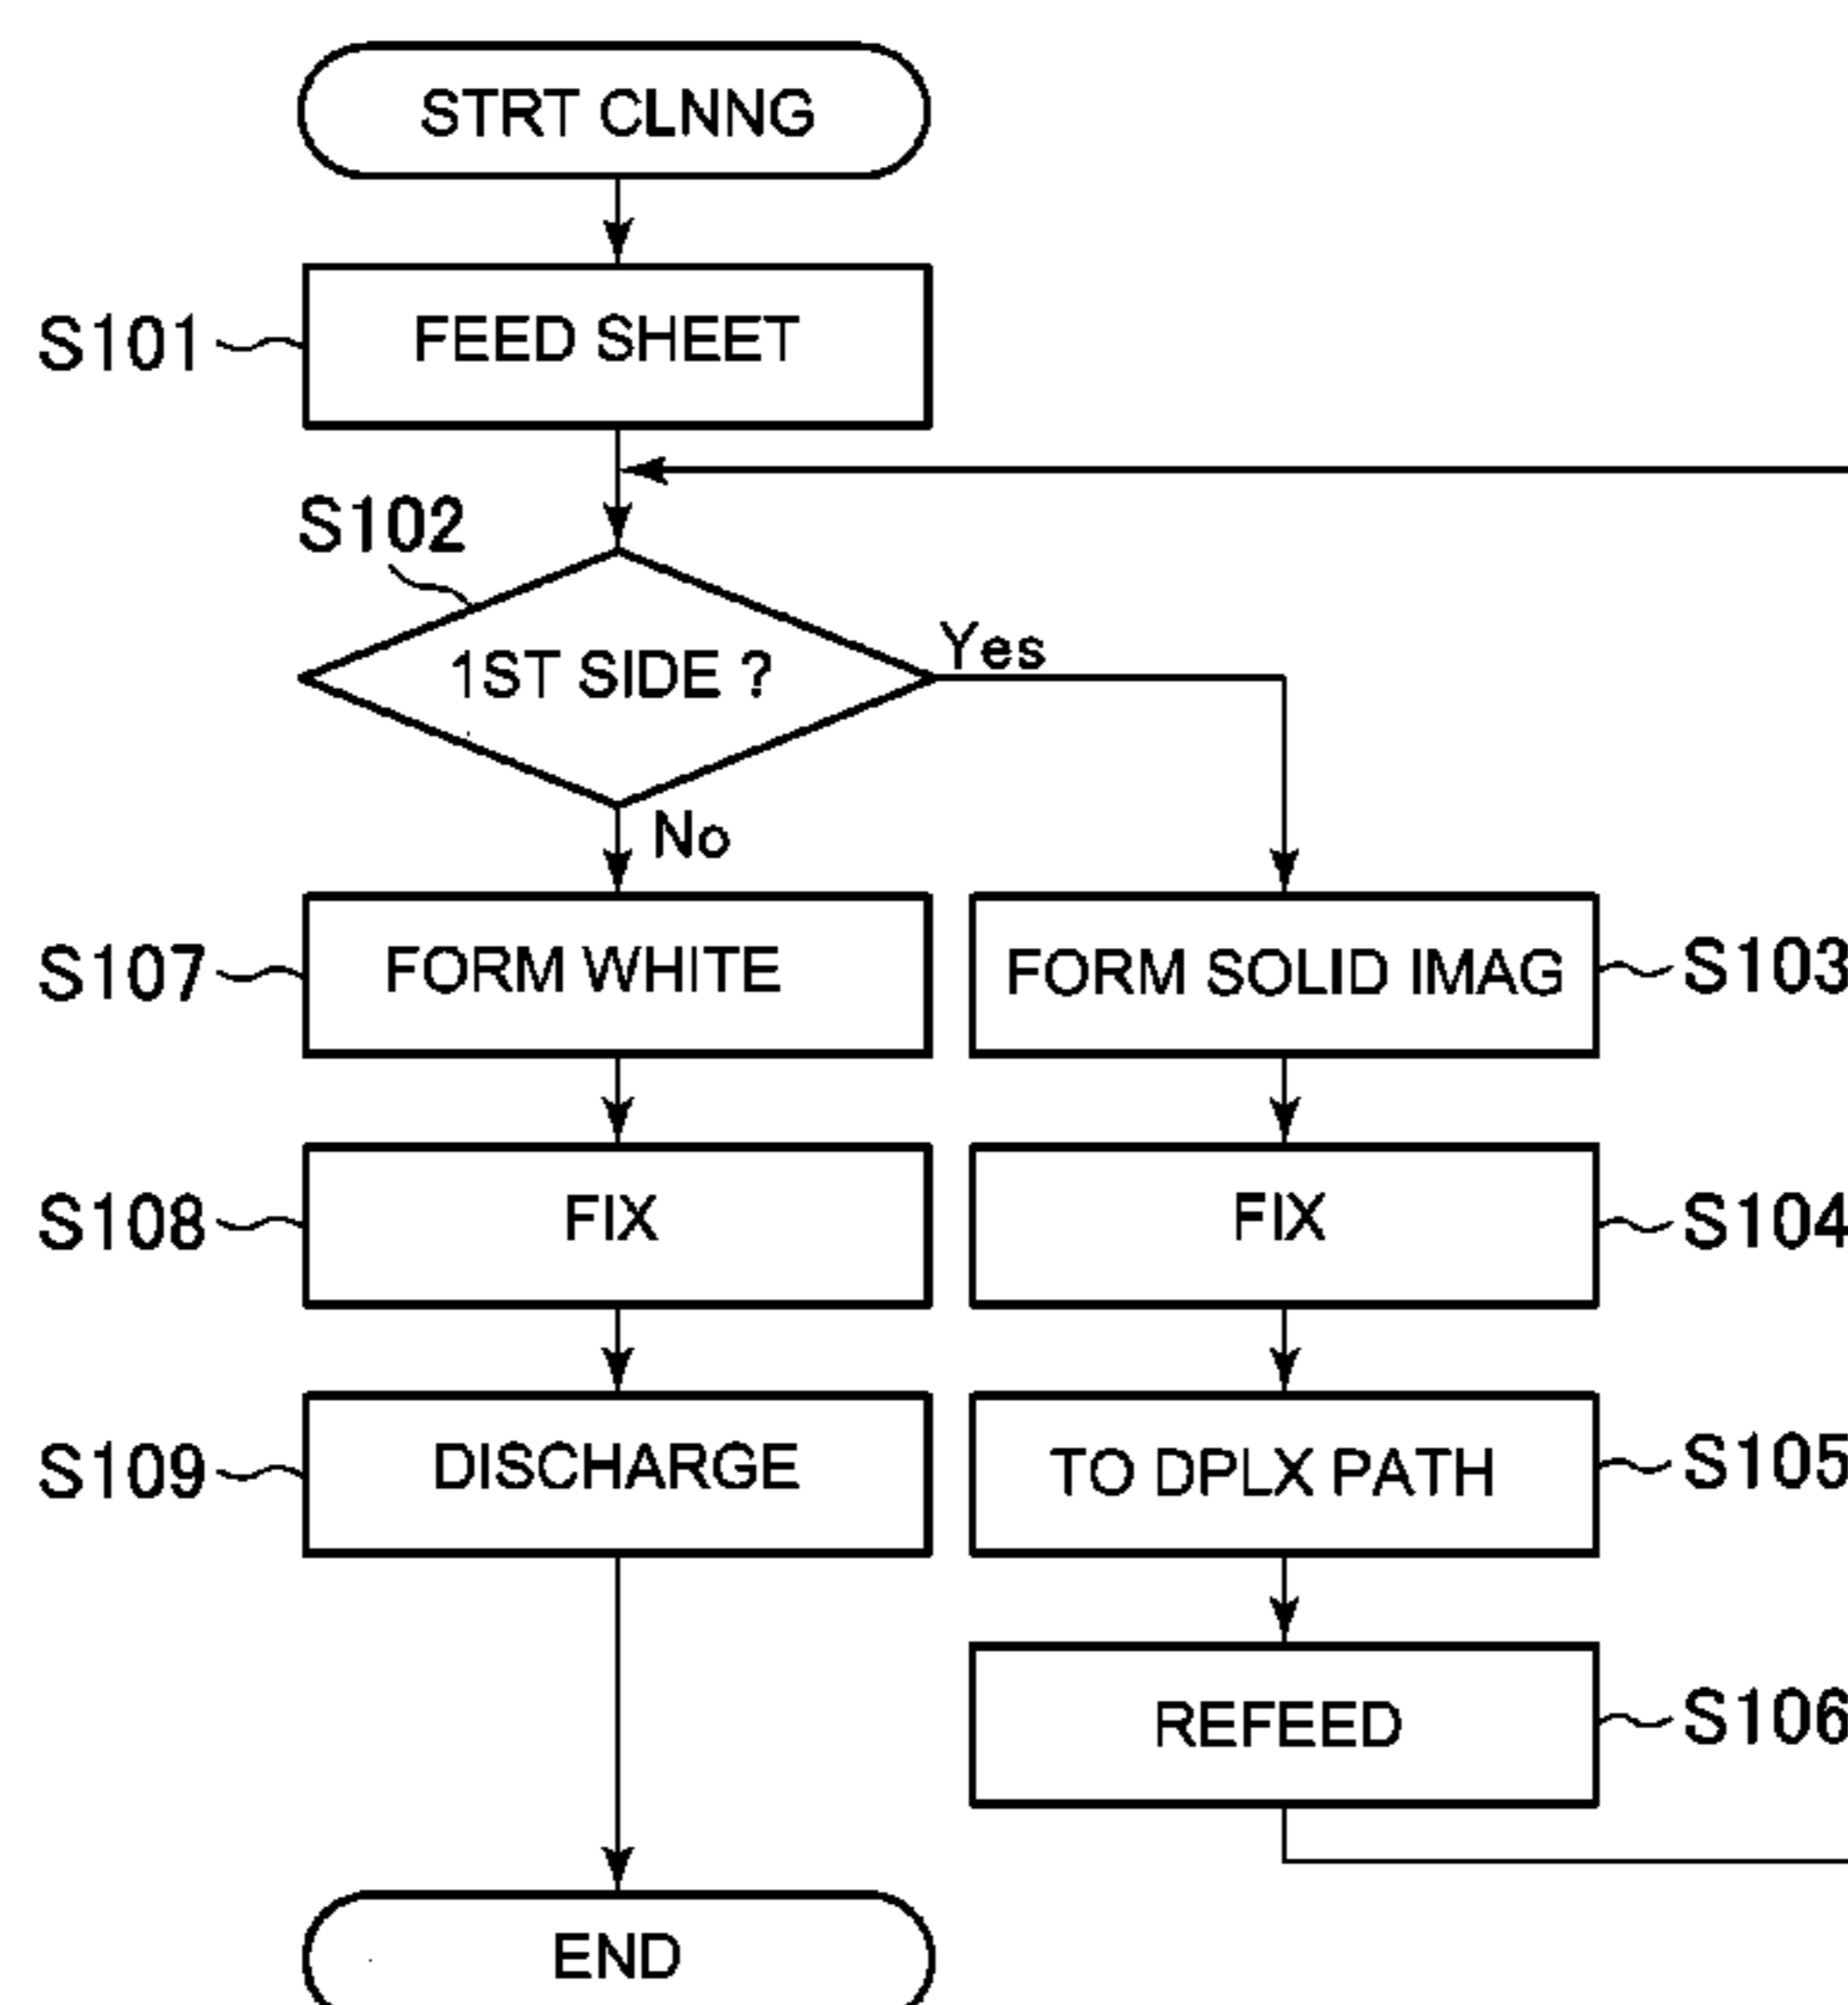 STRT CLNNG
S101
FEED SHEET
S102
1ST SIDE ?
Yes
No
S107
FORM WHITE
FORM SOLID IMAG
S103
S108
FIX
FIX
S104
S109
DISCHARGE
TO DPLX PATH
S105
REFEED
S106
END